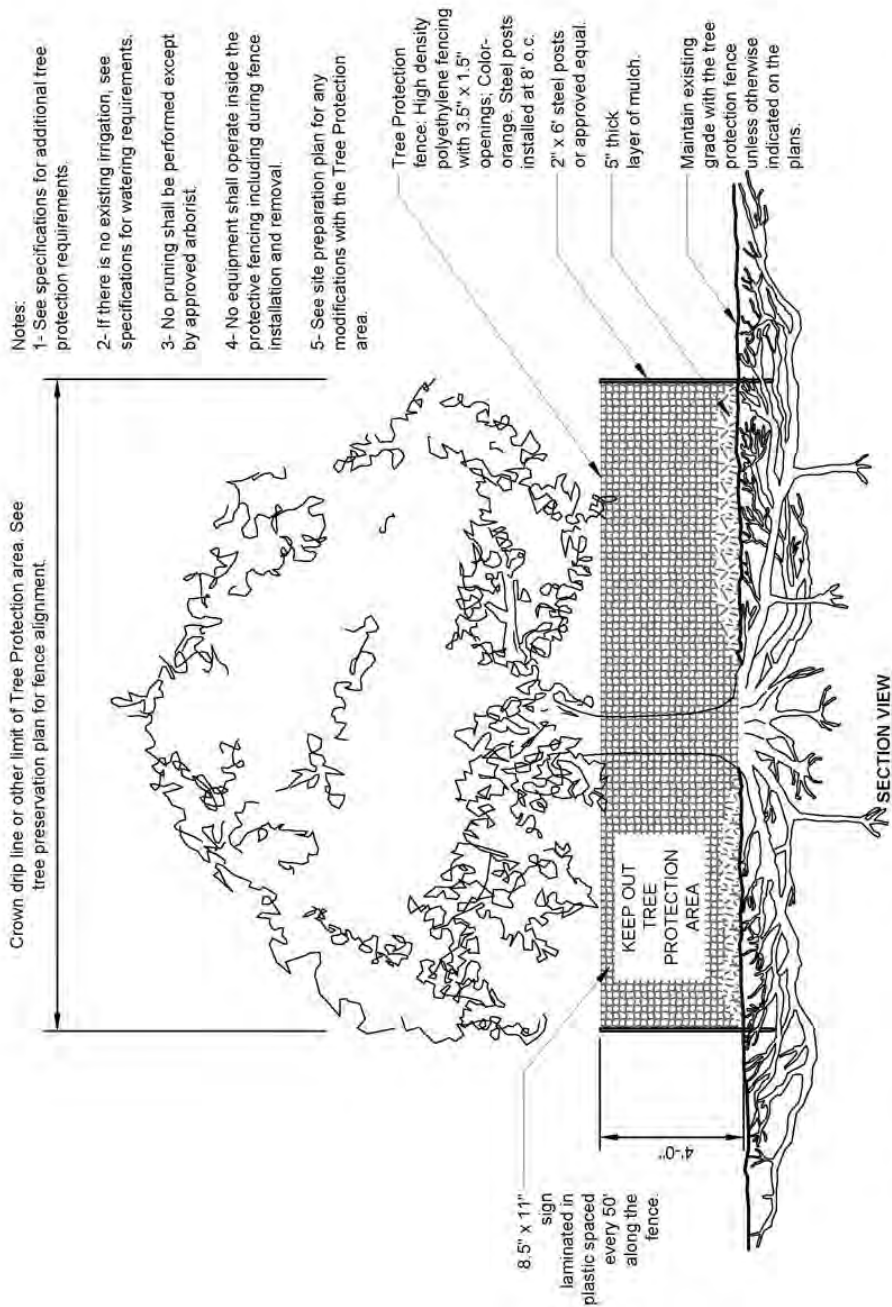 Crown drip line or other limit of Tree Protection area. See
tree preservation plan for fence alignment.
Notes:
1- See specifications for additional tree
protection requirements.
2- If there is no existing irrigation, see
specifications for watering requirements.
3- No pruning shall be performed except
by approved arborist.
4- No equipment shall operate inside the
protective fencing including during fence
installation and removal.
5- See site preparation plan for any
modifications with the Tree Protection
area.
Tree Protection
fence: High density
polyethylene fencing
with 3.5" x 1.5"
openings; Color-
orange. Steel posts
installed at 8' o.c.
2" x 6' steel posts
or approved equal.
5" thick
layer of mulch.
Maintain existing
grade with the tree
protection fence
unless otherwise
indicated on the
plans.
8.5" x 11"
sign
laminated in
plastic spaced
every 50'
along the
fence.
4'-0"
KEEP OUT
TREE
PROTECTION
AREA
SECTION VIEW